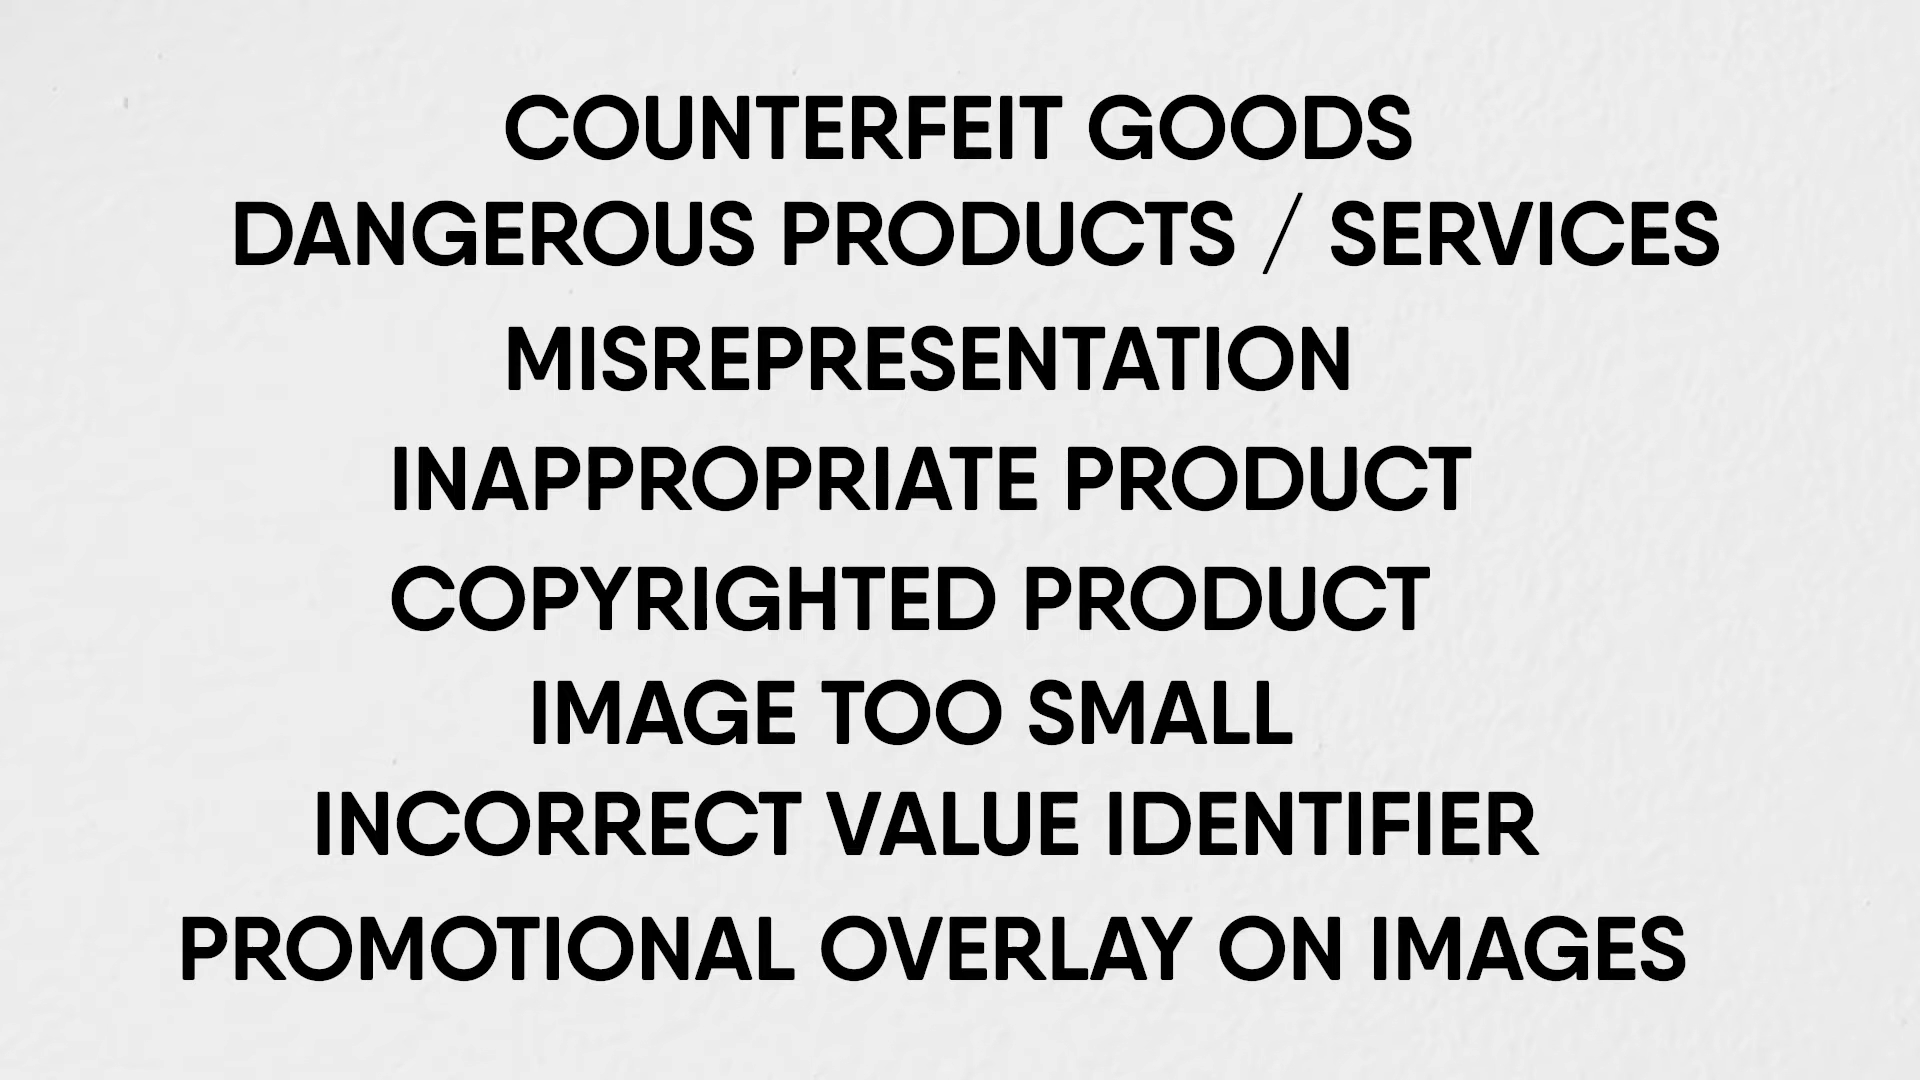 COUNTERFEIT GOODS
DANGEROUS PRODUCTS / SERVICES
MISREPRESENTATION
INAPPROPRIATE PRODUCT
COPYRIGHTED PRODUCT
IMAGE TOO SMALL
INCORRECT VALUE IDENTIFIER
PROMOTIONAL OVERLAY ON IMAGES